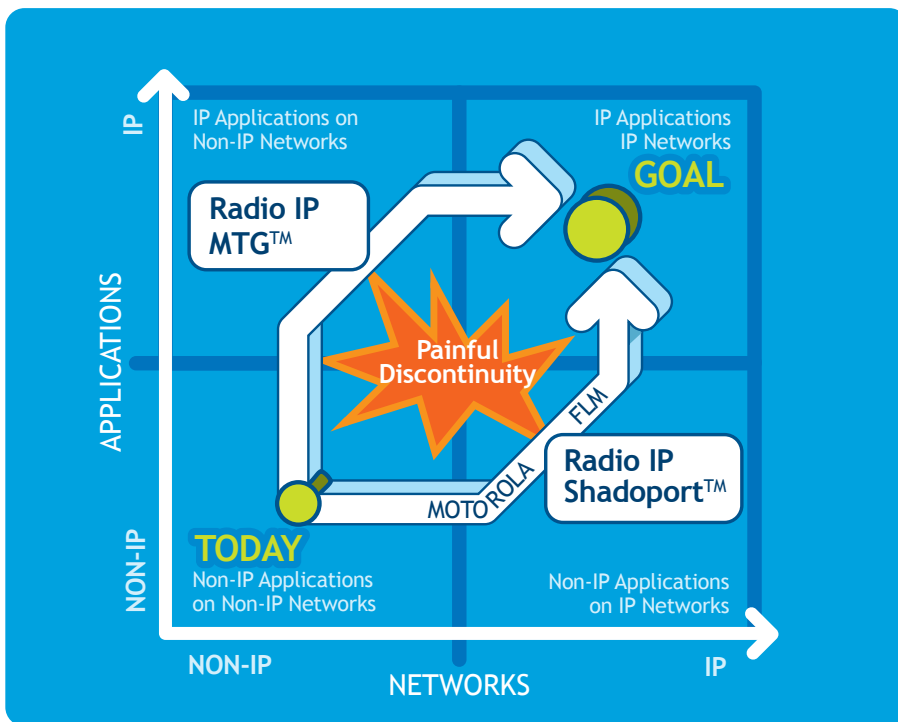 IP
IP Applications on
Non-IP Networks
IP Applications
IP Networks
GOAL
Radio IP
MTG™
APPLICATIONS
Painful
Discontinuity
MOTOROLA FLM
Radio IP
Shadoport™
TODAY
Non-IP Applications
on Non-IP Networks
Non-IP Applications
on IP Networks
NON-IP
NON-IP
IP
NETWORKS